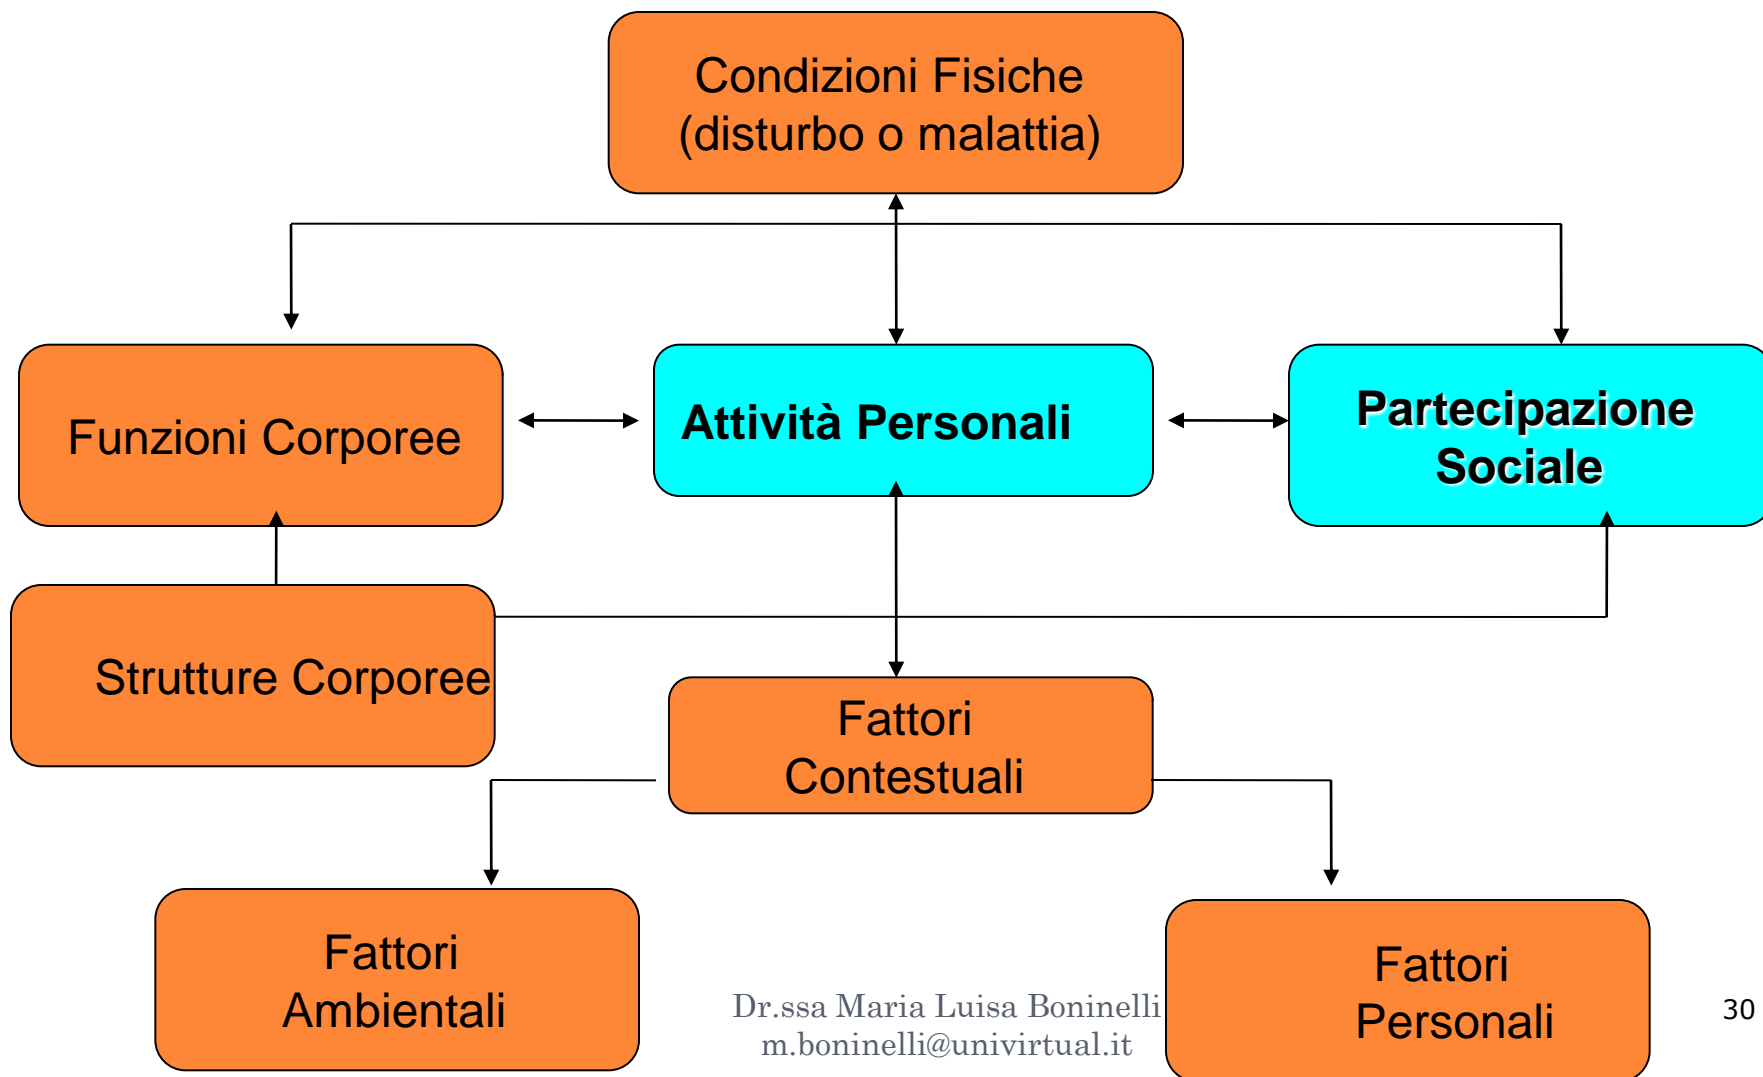 Condizioni Fisiche
(disturbo o malattia)
Funzioni Corporee
Attività Personali
Partecipazione
Sociale
Strutture Corporee
Fattori
Contestuali
Fattori
Ambientali
Fattori
Personali
Dr.ssa Maria Luisa Boninelli
m.boninelli@univirtual.it
30